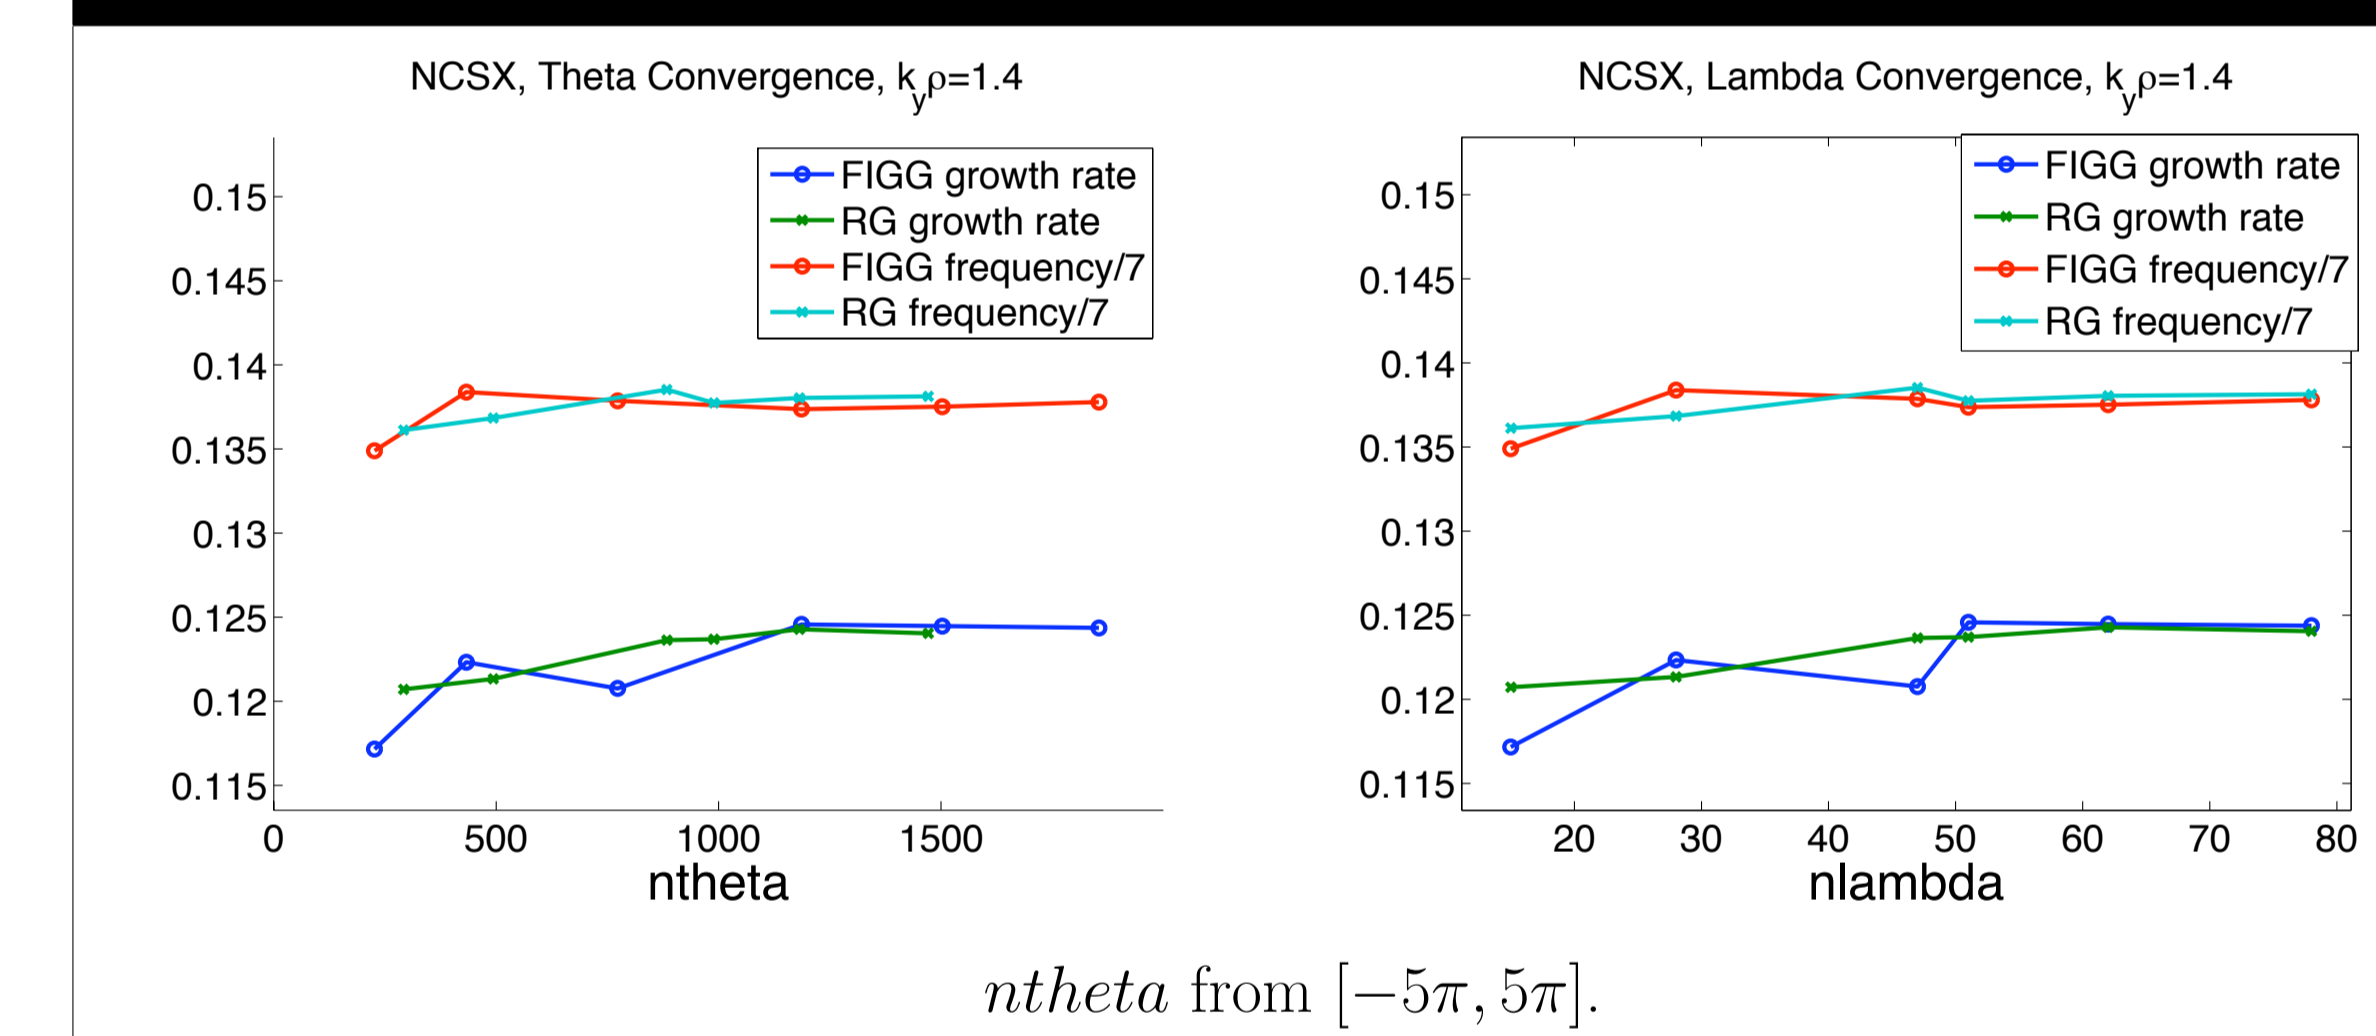 NCSX, Theta Convergence, k_yρ=1.4
FIGG growth rate
RG growth rate
FIGG frequency/7
RG frequency/7
0.15
0.145
0.14
0.135
0.13
0.125
0.12
0.115
0 500 1000 1500
ntheta
NCSX, Lambda Convergence, k_yρ=1.4
FIGG growth rate
RG growth rate
FIGG frequency/7
RG frequency/7
0.15
0.145
0.14
0.135
0.13
0.125
0.12
0.115
20 30 40 50 60 70 80
nlambda
ntheta from [−5π, 5π].